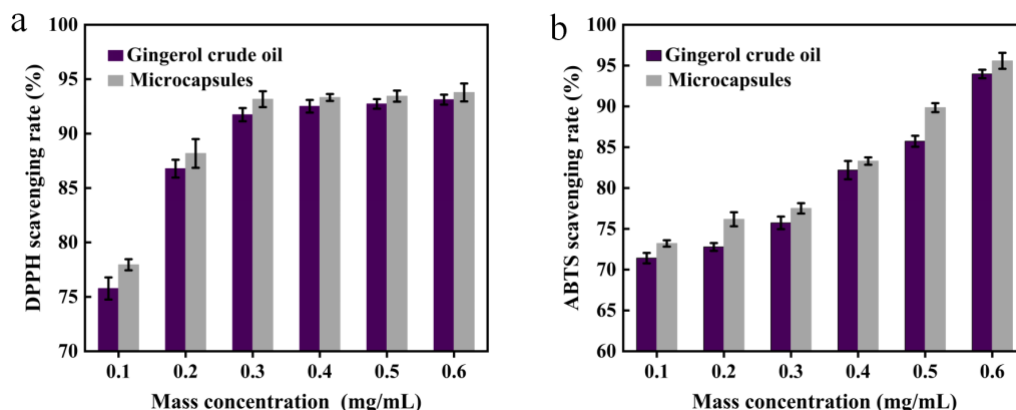 a
100
95
90
85
80
75
70
DPPH scavenging rate (%)
Gingerol crude oil
Microcapsules
0.1 0.2 0.3 0.4 0.5 0.6
Mass concentration (mg/mL)
b
100
95
90
85
80
75
70
65
60
ABTS scavenging rate (%)
Gingerol crude oil
Microcapsules
0.1 0.2 0.3 0.4 0.5 0.6
Mass concentration (mg/mL)